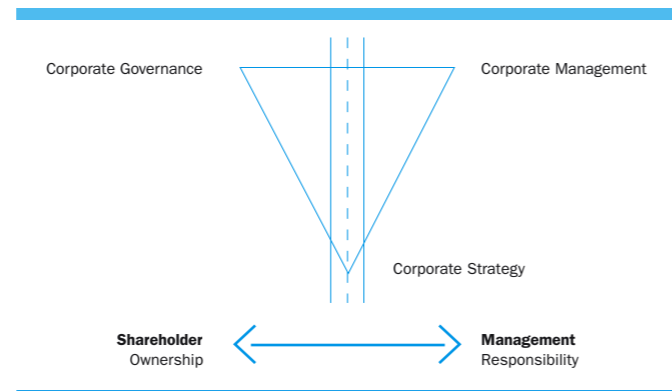 Corporate Governance
Corporate Management
Corporate Strategy
Shareholder
Ownership
Management
Responsibility